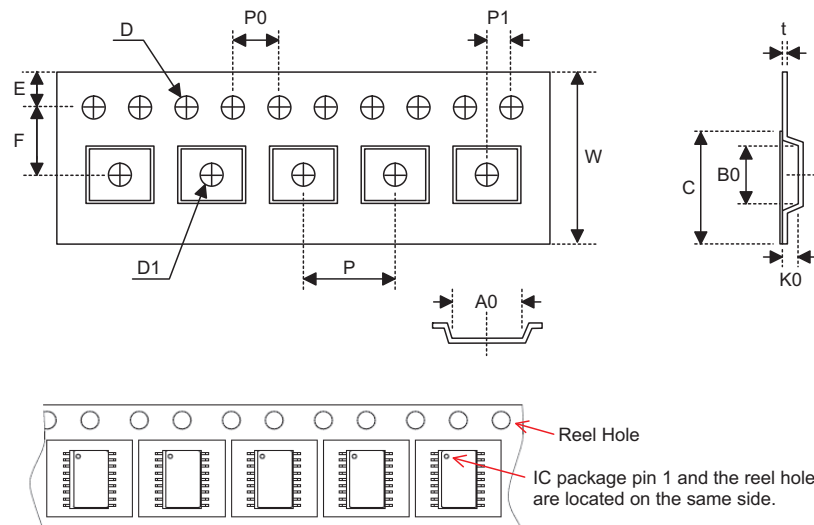 D
P0
P1
t
E
F
W
C
B0
D1
P
K0
A0
Reel Hole
IC package pin 1 and the reel hole
are located on the same side.